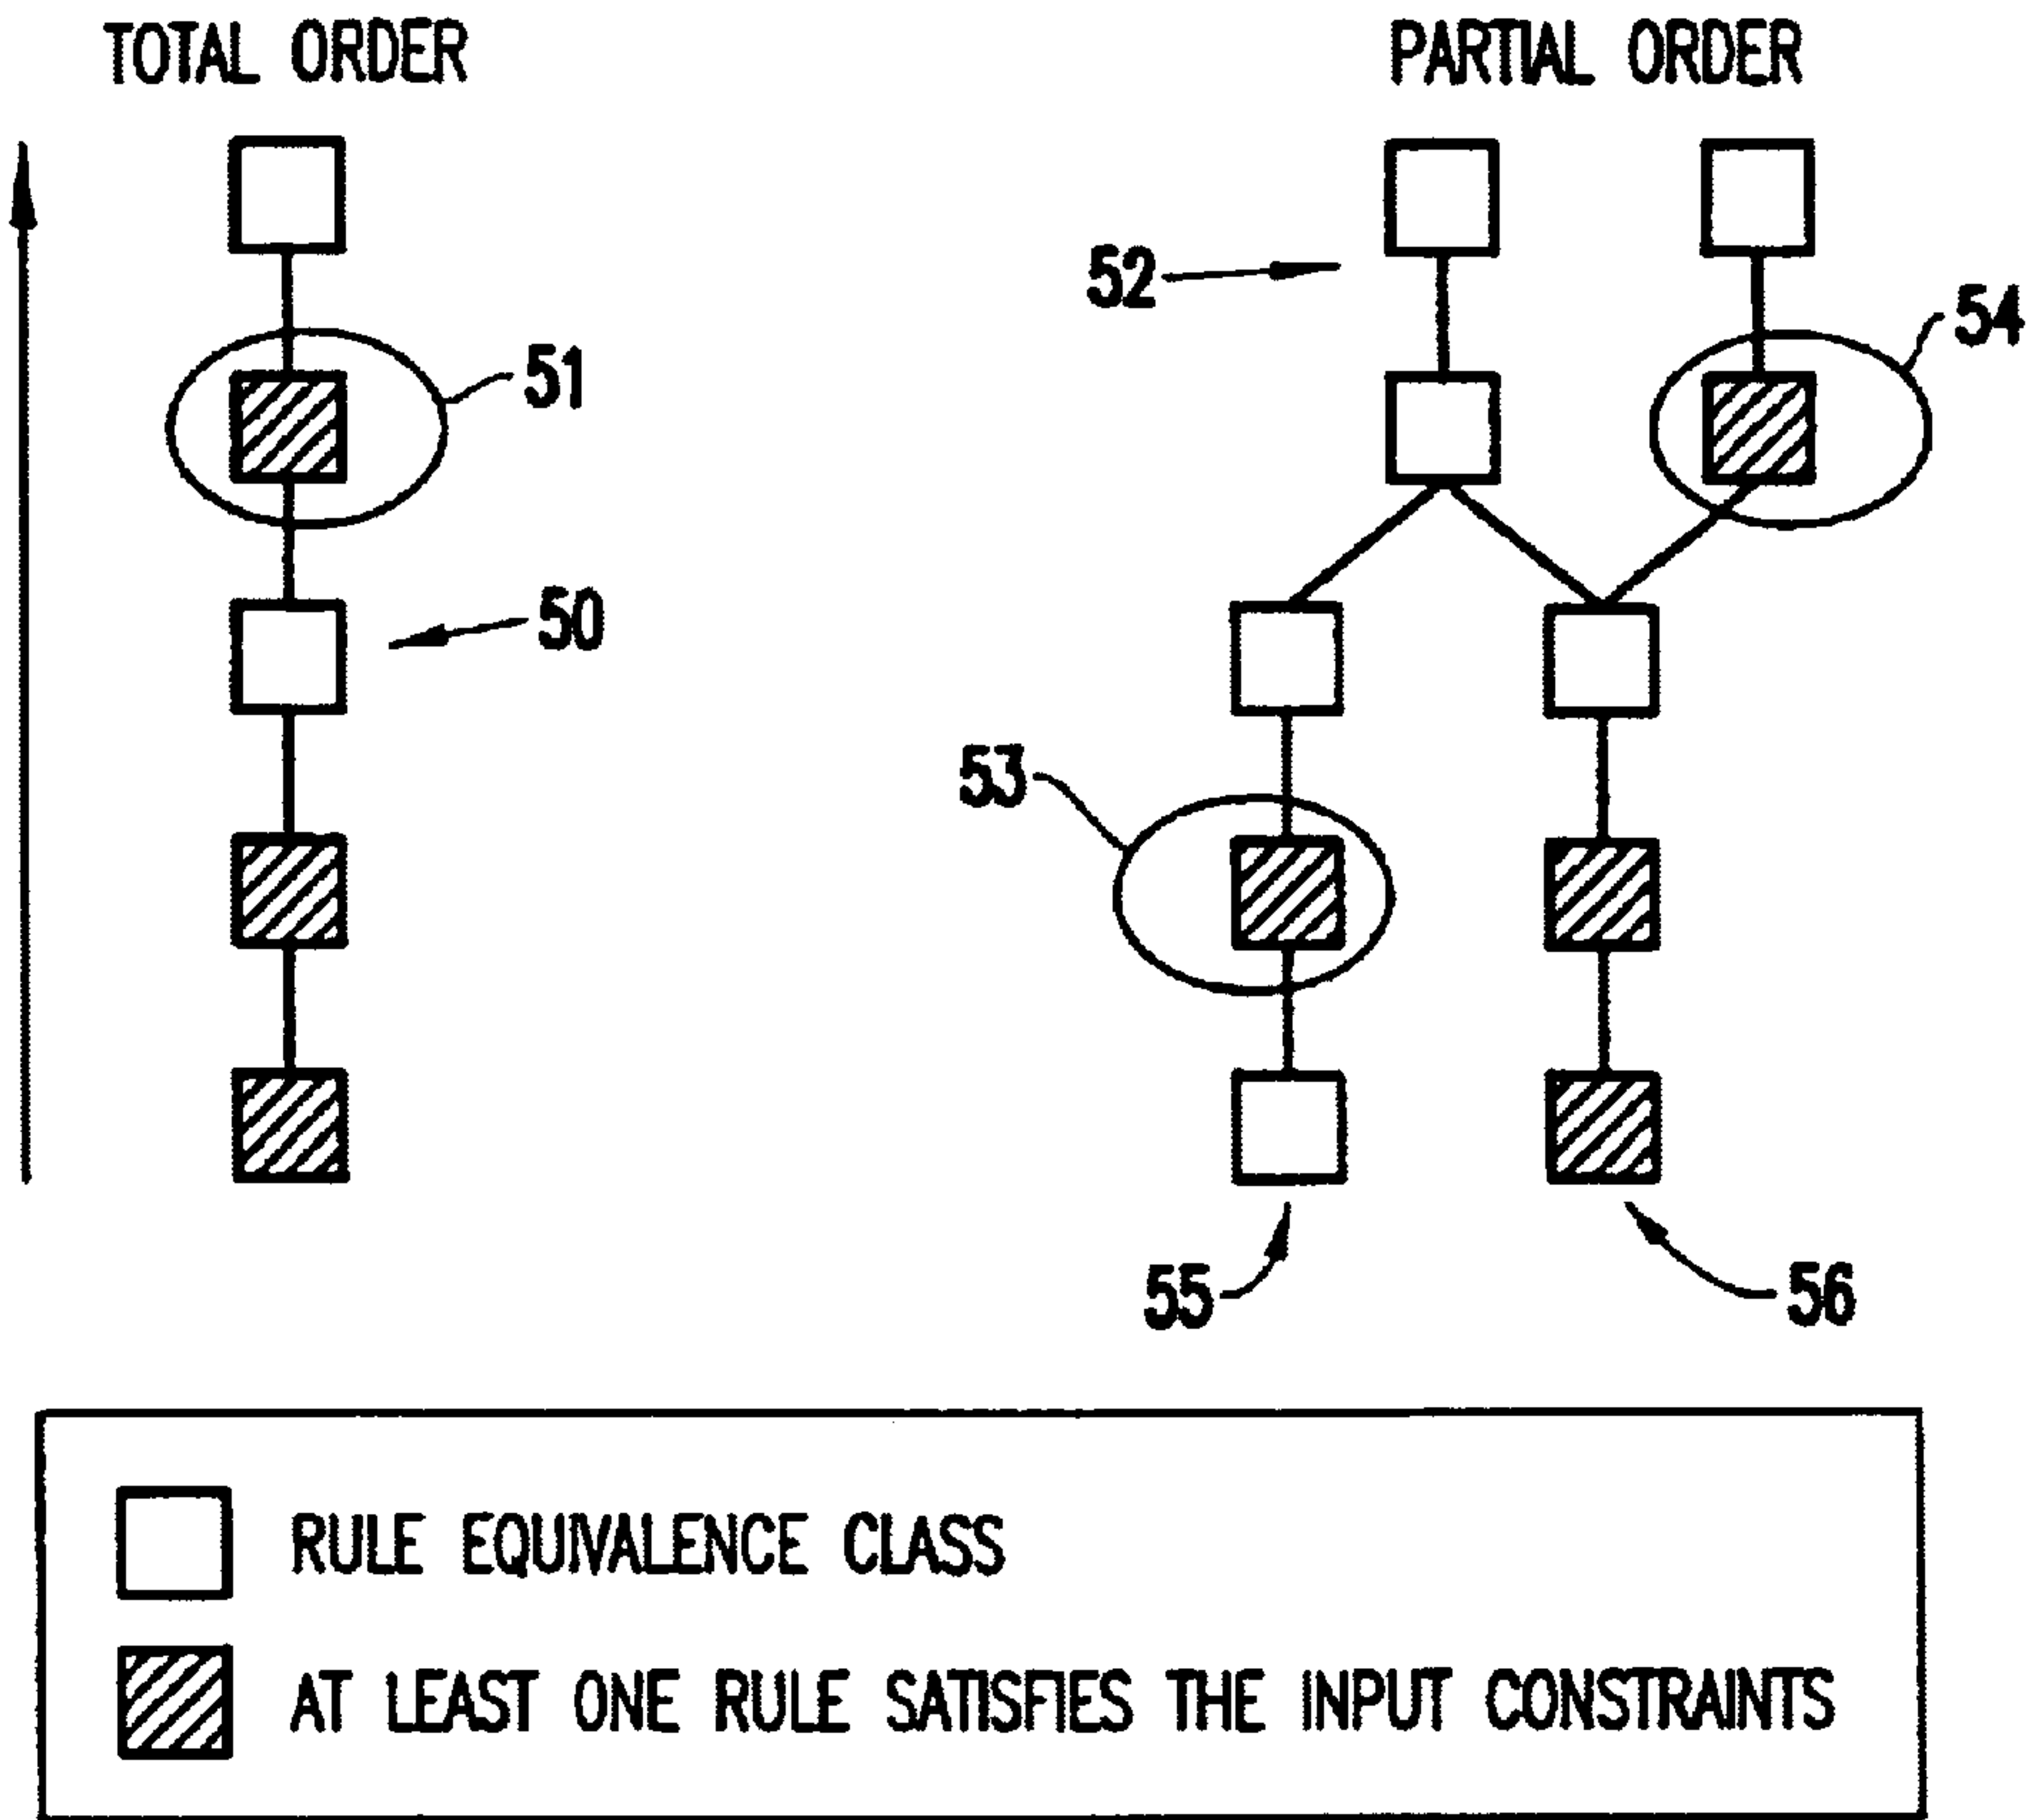 TOTAL ORDER
PARTIAL ORDER
52
54
51
50
53
55
56
RULE EQUIVALENCE CLASS
AT LEAST ONE RULE SATISFIES THE INPUT CONSTRAINTS